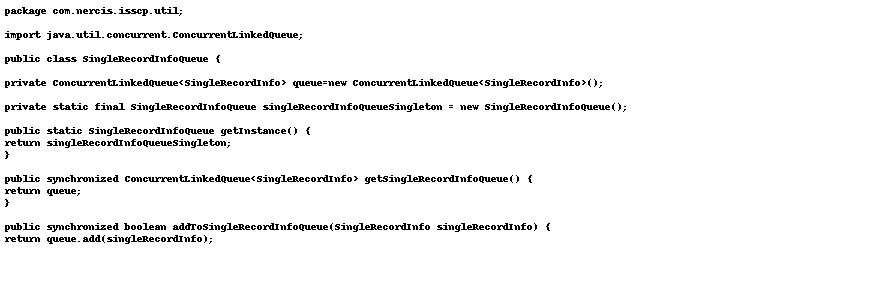 package com.nercis.isscp.util;
import java.util.concurrent.ConcurrentLinkedQueue;
public class SingleRecordInfoQueue {
private ConcurrentLinkedQueue<SingleRecordInfo> queue=new ConcurrentLinkedQueue<SingleRecordInfo>();
private static final SingleRecordInfoQueue singleRecordInfoQueueSingleton = new SingleRecordInfoQueue();
public static SingleRecordInfoQueue getInstance() {
return singleRecordInfoQueueSingleton;
}
public synchronized ConcurrentLinkedQueue<SingleRecordInfo> getSingleRecordInfoQueue() {
return queue;
}
public synchronized boolean addToSingleRecordInfoQueue(SingleRecordInfo singleRecordInfo) {
return queue.add(singleRecordInfo);